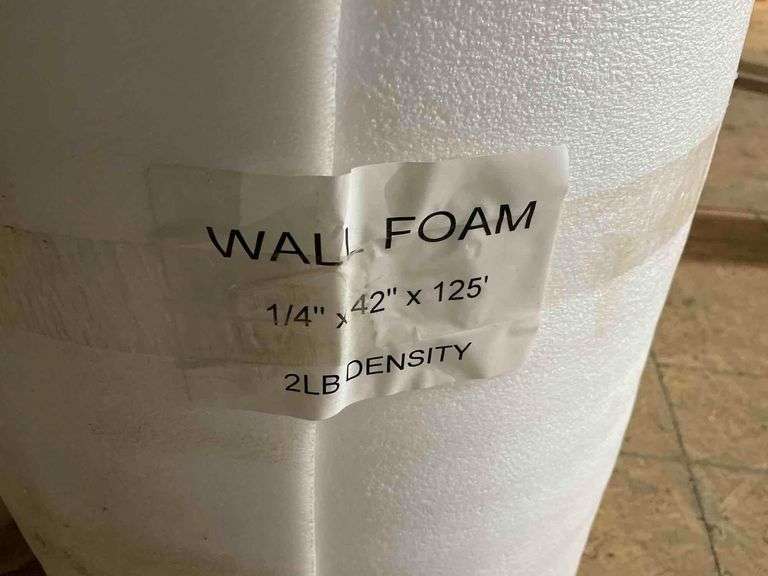 WALL FOAM
1/4" x 42" x 125'
2LB DENSITY